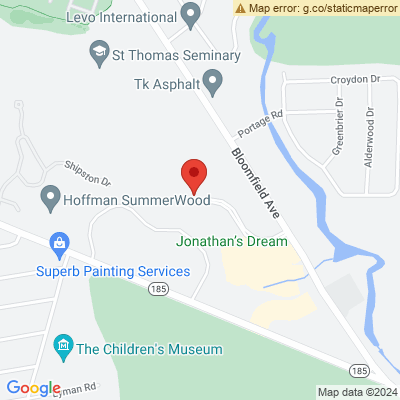 Map error: g.co/staticmaperror
Levo International
St Thomas Seminary
Tk Asphalt
Croydon Dr
Portage Rd
Greenbrier Dr
Alderwood Dr
Bloomfield Ave
Shipsron Dr
Hoffman SummerWood
Jonathan's Dream
Superb Painting Services
185
The Children's Museum
185
Google
Lyman Rd
Map data ©2024